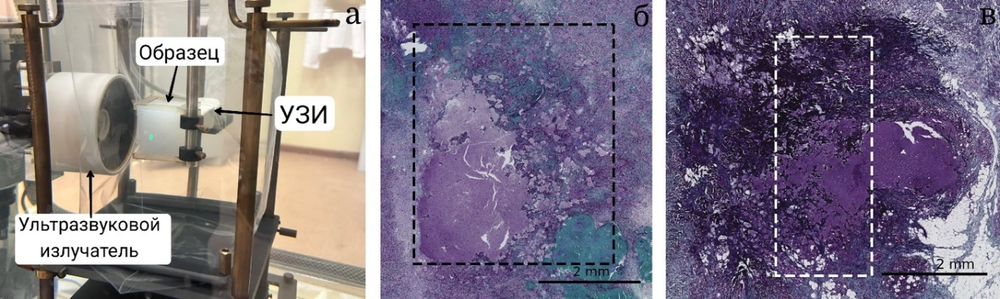 а
Образец
УЗИ
Ультразвуковой
излучатель
б
2 mm
в
2 mm